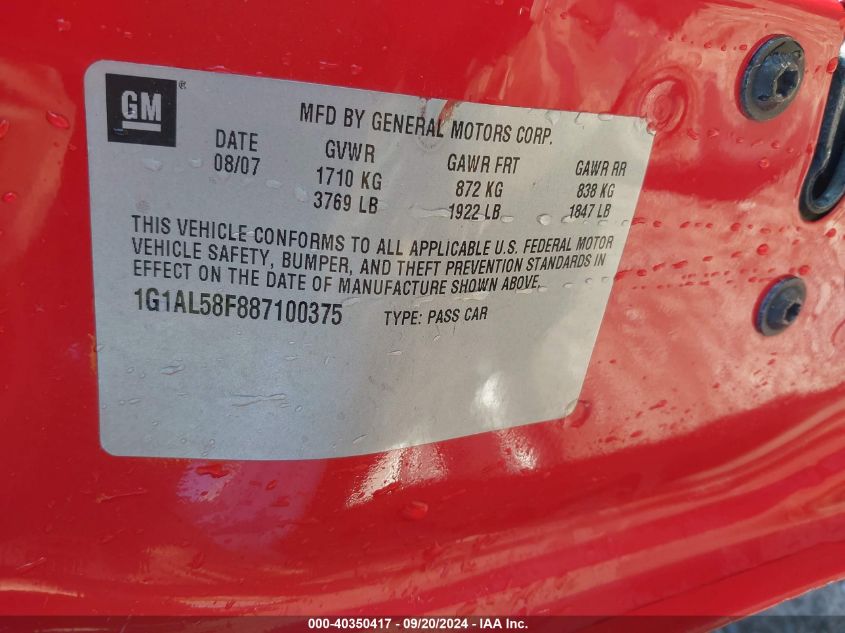 GM ®
MFD BY GENERAL MOTORS CORP.
DATE GVWR GAWR FRT GAWR RR
08/07 1710 KG 872 KG 838 KG
3769 LB 1922 LB 1847 LB
THIS VEHICLE CONFORMS TO ALL APPLICABLE U.S. FEDERAL MOTOR
VEHICLE SAFETY, BUMPER, AND THEFT PREVENTION STANDARDS IN
EFFECT ON THE DATE OF MANUFACTURE SHOWN ABOVE.
1G1AL58F887100375 TYPE: PASS CAR
000-40350417 - 09/20/2024 - IAA Inc.